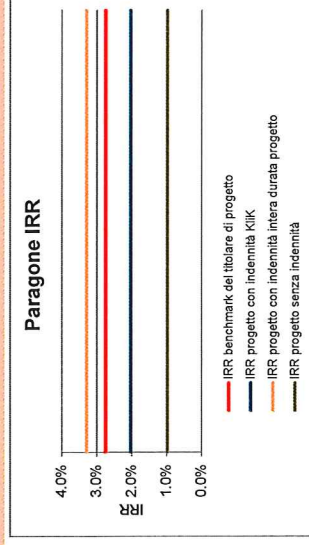 Paragone IRR
4.0%
3.0%
2.0%
1.0%
0.0%
IRR
IRR benchmark del titolare di progetto
IRR progetto con indennità KliK
IRR progetto con indennità intera durata progetto
IRR progetto senza indennità